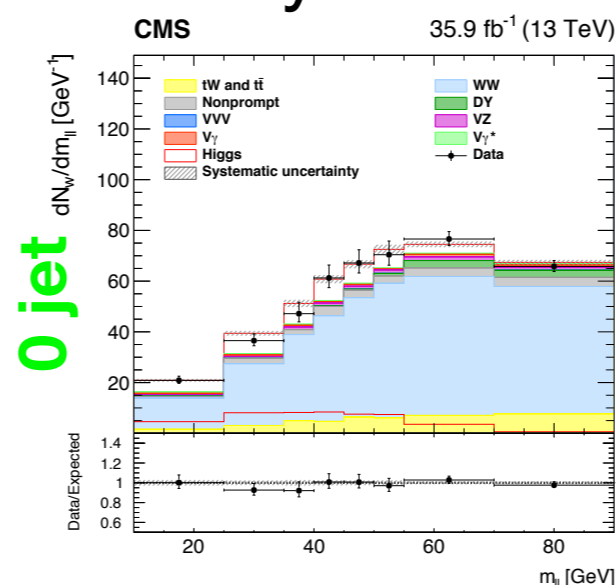 y
CMS 35.9 fb⁻¹ (13 TeV)
0 jet
dN_w/dm_ll [GeV⁻¹]
140
120
100
80
60
40
20
tW and tt̄
Nonprompt
VVV
Vγ
Higgs
Systematic uncertainty
WW
DY
VZ
Vγ*
Data
Data/Expected
1.4
1.2
1
0.8
0.6
20 40 60 80
m_ll [GeV]